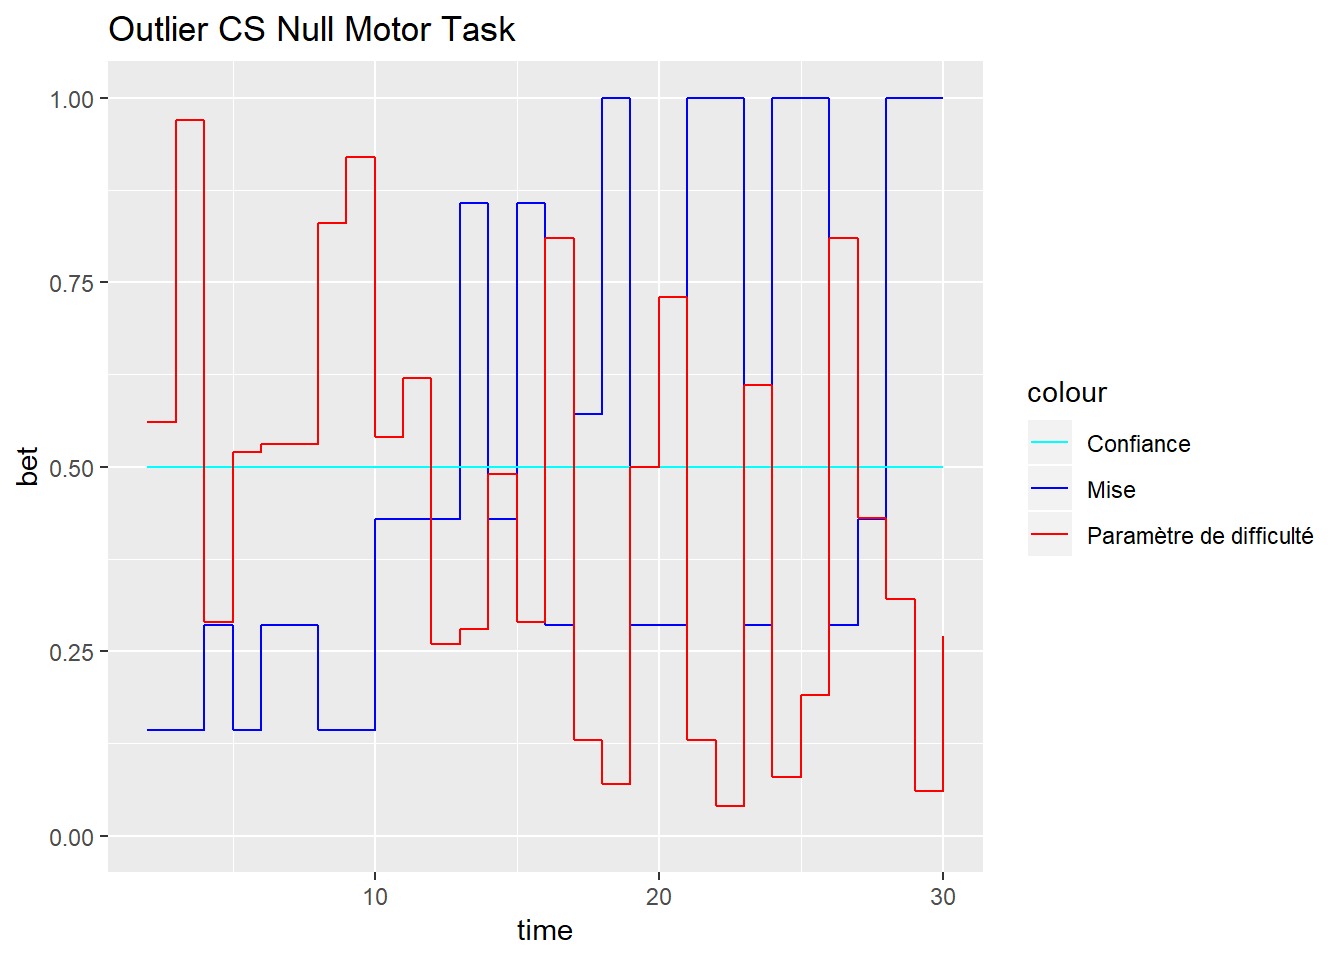 Outlier CS Null Motor Task
1.00
0.75
0.50
0.25
0.00
bet
10
20
30
time
colour
Confiance
Mise
Paramètre de difficulté